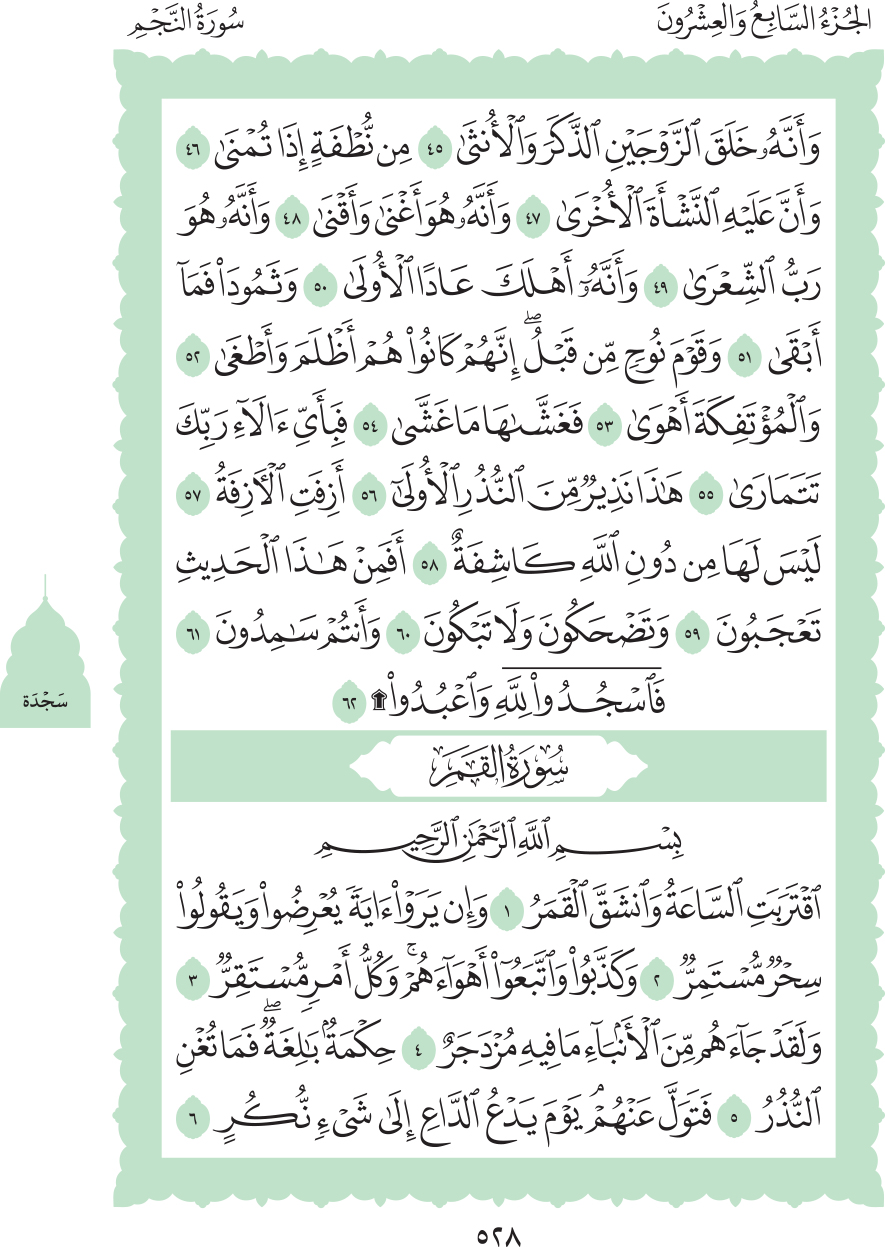 الجُزْءُ السَّابِعُ وَالعِشْرُونَ
سُورَةُ النَّجْمِ
وَأَنَّهُۥ خَلَقَ ٱلزَّوْجَيْنِ ٱلذَّكَرَ وَٱلْأُنثَىٰ ٤٥ مِن نُّطْفَةٍ إِذَا تُمْنَىٰ ٤٦
وَأَنَّ عَلَيْهِ ٱلنَّشْأَةَ ٱلْأُخْرَىٰ ٤٧ وَأَنَّهُۥ هُوَ أَغْنَىٰ وَأَقْنَىٰ ٤٨ وَأَنَّهُۥ هُوَ
رَبُّ ٱلشِّعْرَىٰ ٤٩ وَأَنَّهُۥٓ أَهْلَكَ عَادًا ٱلْأُولَىٰ ٥٠ وَثَمُودَا۟ فَمَآ
أَبْقَىٰ ٥١ وَقَوْمَ نُوحٍ مِّن قَبْلُۖ إِنَّهُمْ كَانُوا۟ هُمْ أَظْلَمَ وَأَطْغَىٰ ٥٢
وَٱلْمُؤْتَفِكَةَ أَهْوَىٰ ٥٣ فَغَشَّىٰهَا مَا غَشَّىٰ ٥٤ فَبِأَىِّ ءَالَآءِ رَبِّكَ
تَتَمَارَىٰ ٥٥ هَٰذَا نَذِيرٌ مِّنَ ٱلنُّذُرِ ٱلْأُولَىٰٓ ٥٦ أَزِفَتِ ٱلْـَٔازِفَةُ ٥٧
لَيْسَ لَهَا مِن دُونِ ٱللَّهِ كَاشِفَةٌ ٥٨ أَفَمِنْ هَٰذَا ٱلْحَدِيثِ
تَعْجَبُونَ ٥٩ وَتَضْحَكُونَ وَلَا تَبْكُونَ ٦٠ وَأَنتُمْ سَٰمِدُونَ ٦١
فَٱسْجُدُوا۟ لِلَّهِ وَٱعْبُدُوا۟ ۩ ٦٢
سَجْدَة
سُورَةُ القَمَرِ
بِسْمِ ٱللَّهِ ٱلرَّحْمَٰنِ ٱلرَّحِيمِ
ٱقْتَرَبَتِ ٱلسَّاعَةُ وَٱنشَقَّ ٱلْقَمَرُ ١ وَإِن يَرَوْا۟ ءَايَةً يُعْرِضُوا۟ وَيَقُولُوا۟
سِحْرٌ مُّسْتَمِرٌّ ٢ وَكَذَّبُوا۟ وَٱتَّبَعُوٓا۟ أَهْوَآءَهُمْۚ وَكُلُّ أَمْرٍ مُّسْتَقِرٌّ ٣
وَلَقَدْ جَآءَهُم مِّنَ ٱلْأَنۢبَآءِ مَا فِيهِ مُزْدَجَرٌ ٤ حِكْمَةٌۢ بَٰلِغَةٌۖ فَمَا تُغْنِ
ٱلنُّذُرُ ٥ فَتَوَلَّ عَنْهُمْۘ يَوْمَ يَدْعُ ٱلدَّاعِ إِلَىٰ شَىْءٍ نُّكُرٍ ٦
٥٢٨